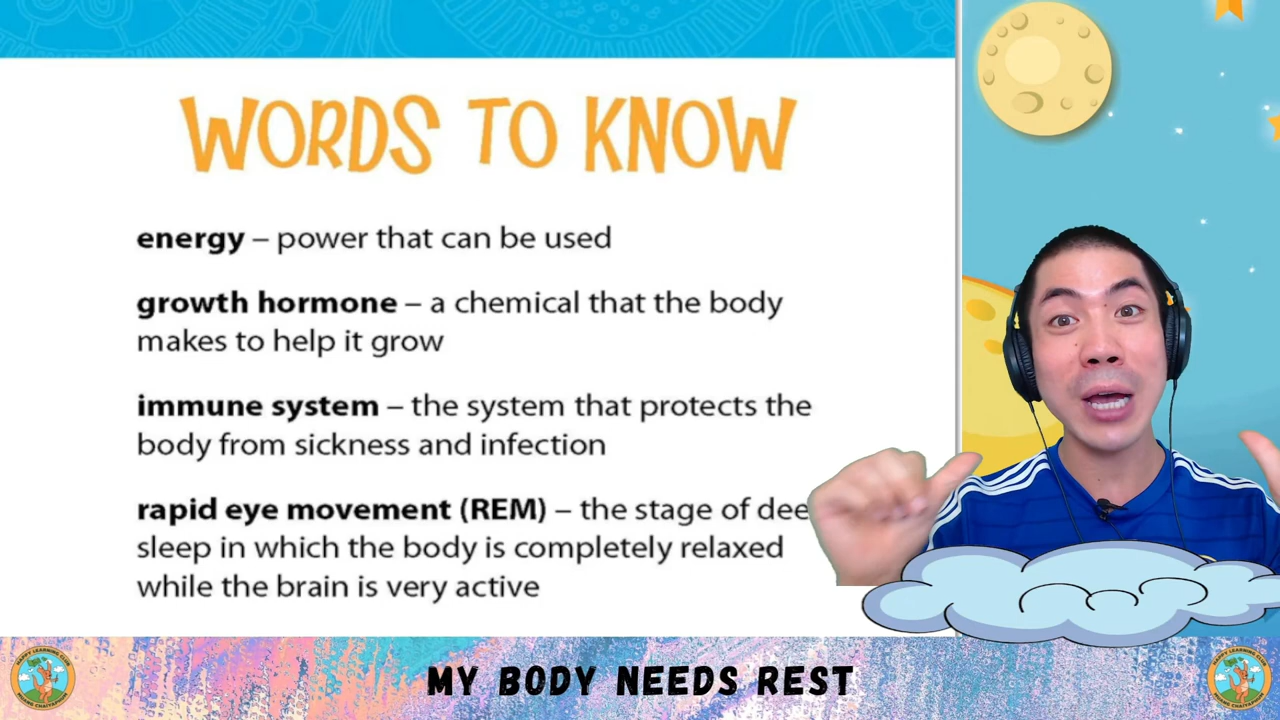 WORDS TO KNOW
energy – power that can be used
growth hormone – a chemical that the body
makes to help it grow
immune system – the system that protects the
body from sickness and infection
rapid eye movement (REM) – the stage of dee
sleep in which the body is completely relaxed
while the brain is very active
MY BODY NEEDS REST